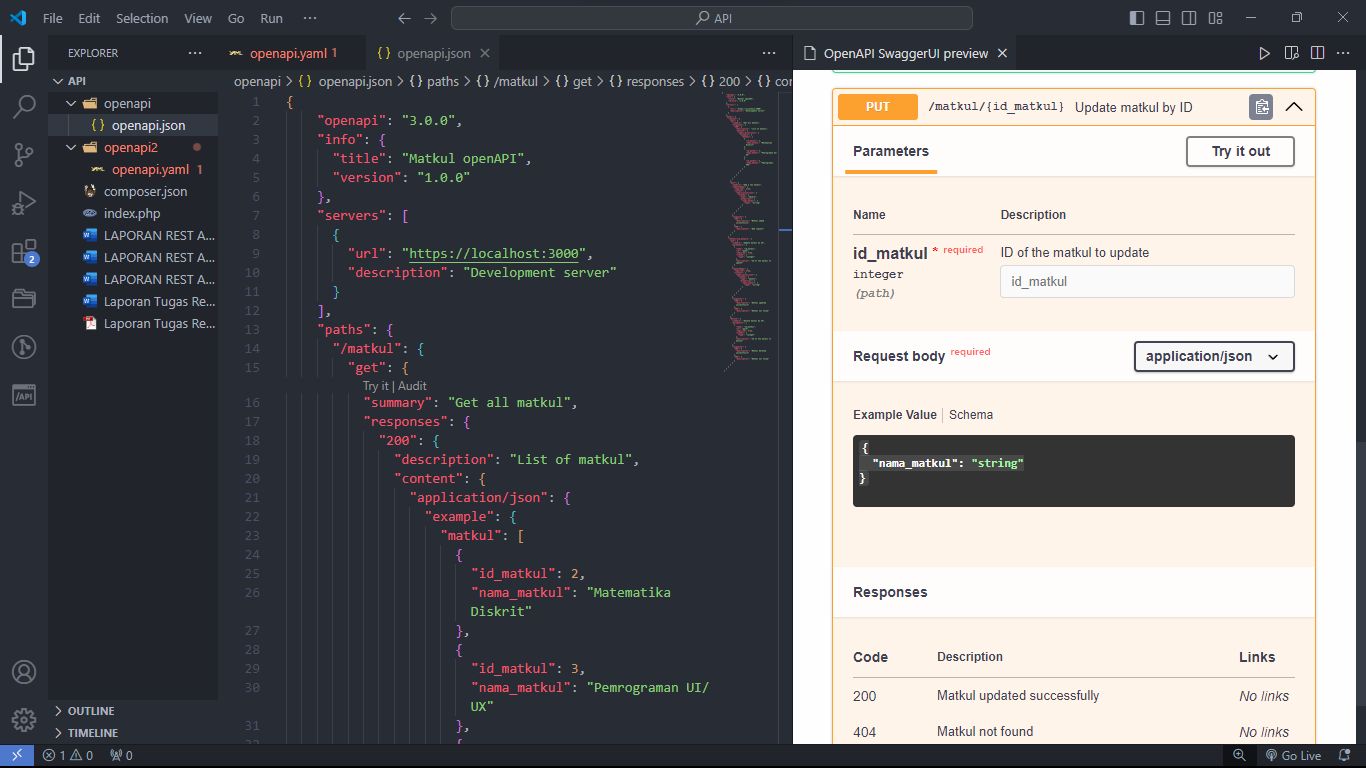 File Edit Selection View Go Run ··· API
EXPLORER ···
API
openapi
{} openapi.json
openapi2
openapi.yaml 1
composer.json
index.php
LAPORAN REST A...
LAPORAN REST A...
LAPORAN REST A...
Laporan Tugas Re...
Laporan Tugas Re...
OUTLINE
TIMELINE
2
/API
openapi.yaml 1 {} openapi.json ···
openapi > {} openapi.json > {} paths > {} /matkul > {} get > {} responses > {} 200 > {} cor
1 {
2 "openapi": "3.0.0",
3 "info": {
4 "title": "Matkul openAPI",
5 "version": "1.0.0"
6 },
7 "servers": [
8 {
9 "url": "https://localhost:3000",
10 "description": "Development server"
11 }
12 ],
13 "paths": {
14 "/matkul": {
15 "get": {
Try it | Audit
16 "summary": "Get all matkul",
17 "responses": {
18 "200": {
19 "description": "List of matkul",
20 "content": {
21 "application/json": {
22 "example": {
23 "matkul": [
24 {
25 "id_matkul": 2,
26 "nama_matkul": "Matematika
Diskrit"
27 },
28 {
29 "id_matkul": 3,
30 "nama_matkul": "Pemrograman UI/
UX"
31 },
OpenAPI SwaggerUI preview ···
PUT /matkul/{id_matkul} Update matkul by ID
Parameters Try it out
Name Description
id_matkul * required ID of the matkul to update
integer id_matkul
(path)
Request body required application/json
Example Value Schema
{
"nama_matkul": "string"
}
Responses
Code Description Links
200 Matkul updated successfully No links
404 Matkul not found No links
1 0 0 Go Live